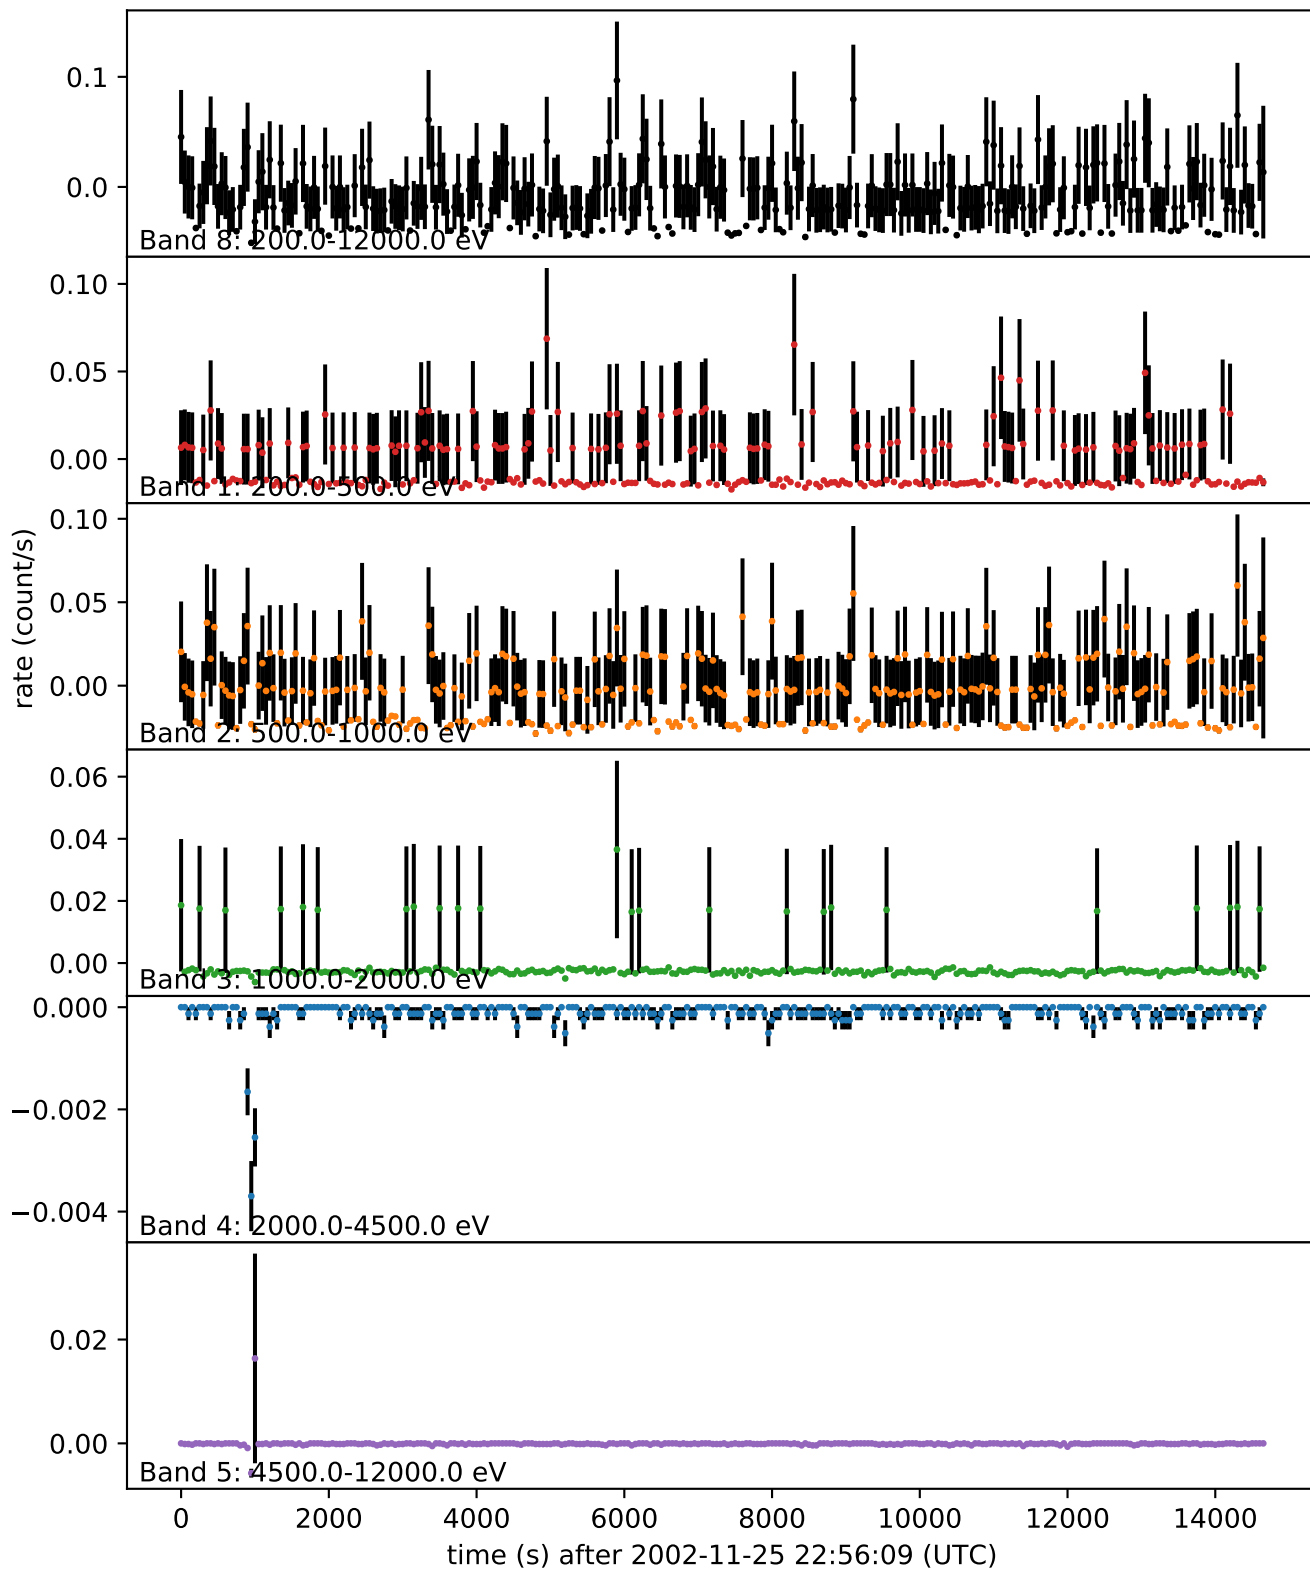 0.1
0.0
Band 8: 200.0-12000.0 eV
0.10
0.05
0.00
Band 1: 200.0-500.0 eV
rate (count/s)
0.10
0.05
0.00
Band 2: 500.0-1000.0 eV
0.06
0.04
0.02
0.00
Band 3: 1000.0-2000.0 eV
0.000
−0.002
−0.004
Band 4: 2000.0-4500.0 eV
0.02
0.00
Band 5: 4500.0-12000.0 eV
0 2000 4000 6000 8000 10000 12000 14000
time (s) after 2002-11-25 22:56:09 (UTC)